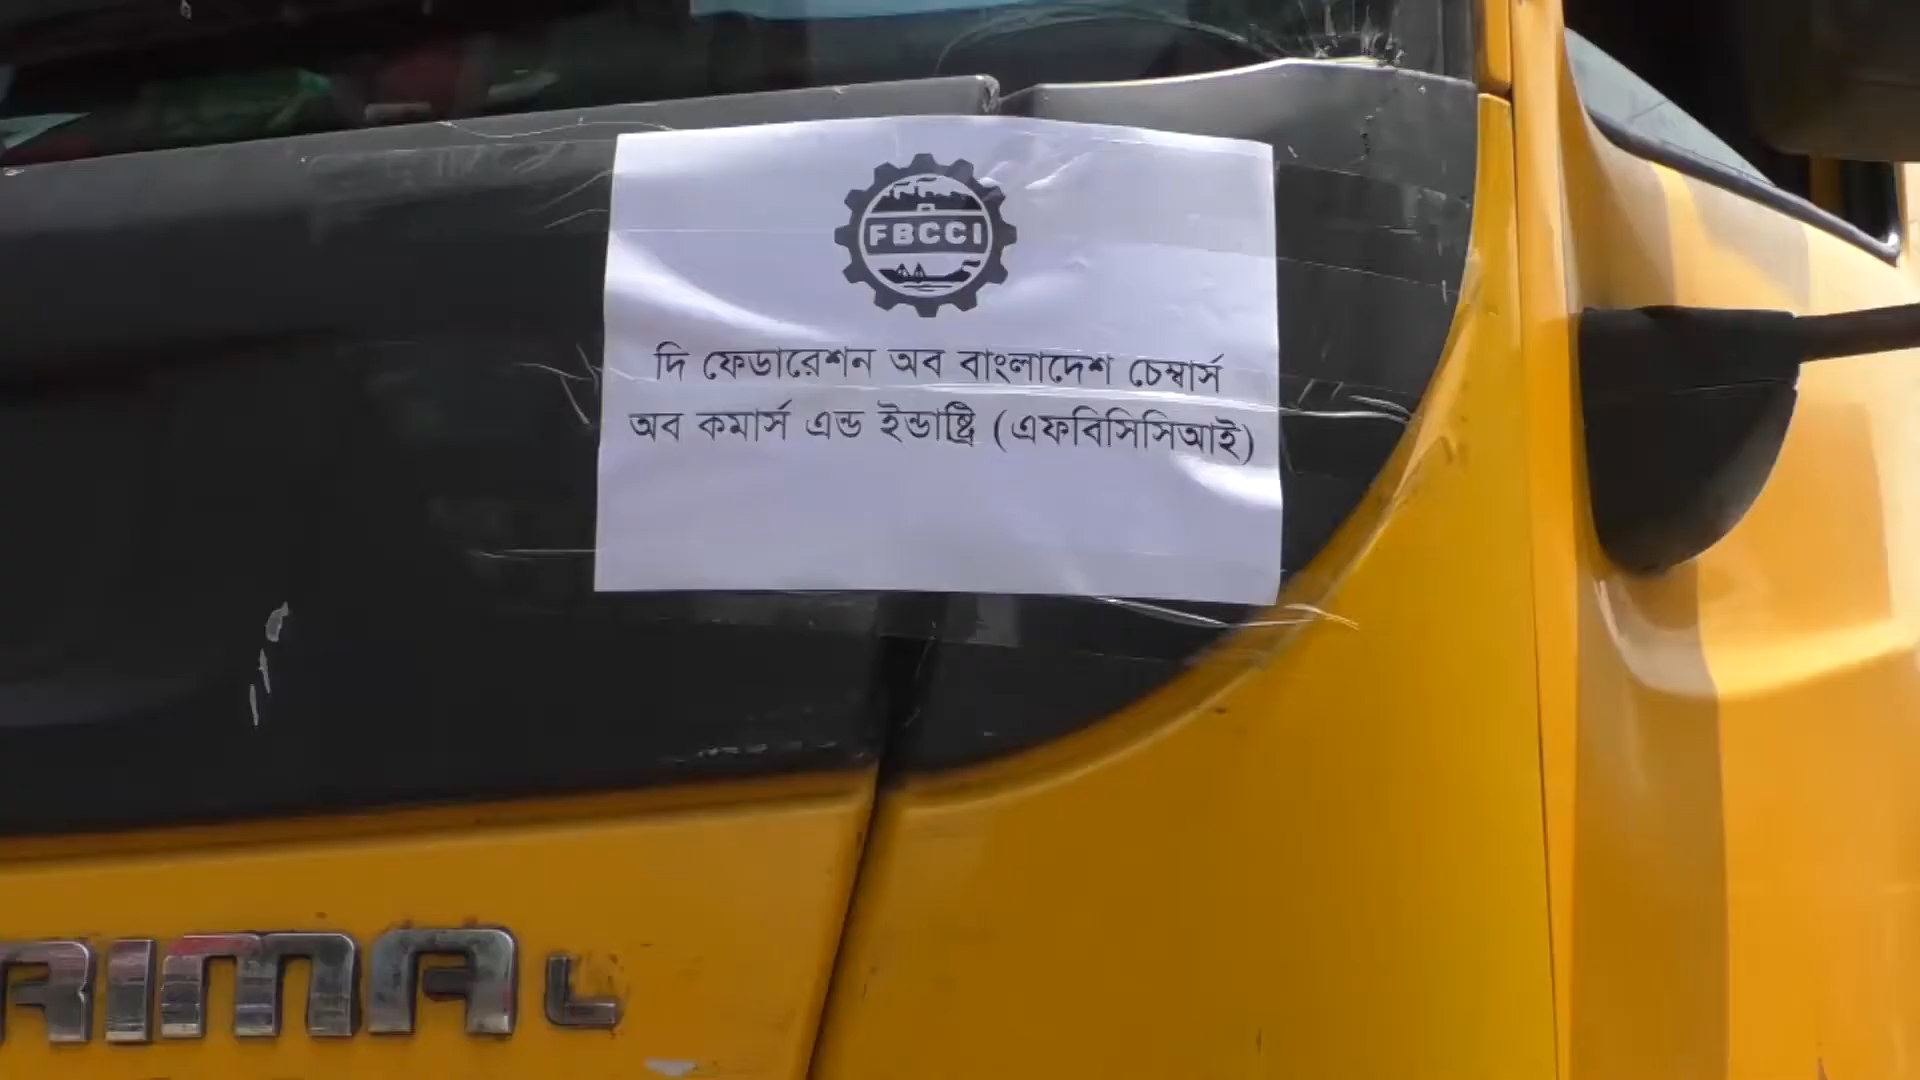 FBCCI
দি ফেডারেশন অব বাংলাদেশ চেম্বার্স
অব কমার্স এন্ড ইন্ডাষ্ট্রি (এফবিসিসিআই)
RIMA L